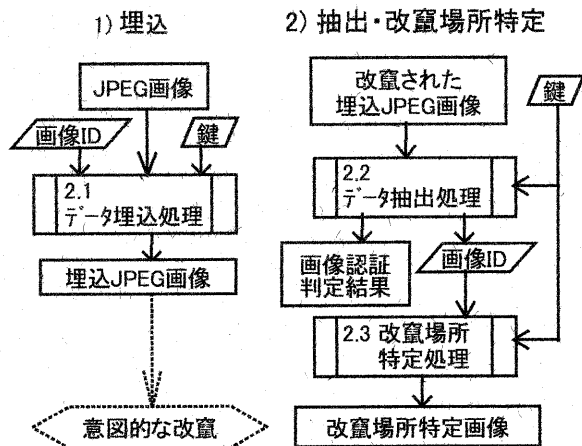 1) 埋込
JPEG画像
画像ID
鍵
2.1
データ埋込処理
埋込JPEG画像
意図的な改竄
2) 抽出・改竄場所特定
改竄された
埋込JPEG画像
鍵
2.2
データ抽出処理
画像認証
判定結果
画像ID
2.3 改竄場所
特定処理
改竄場所特定画像